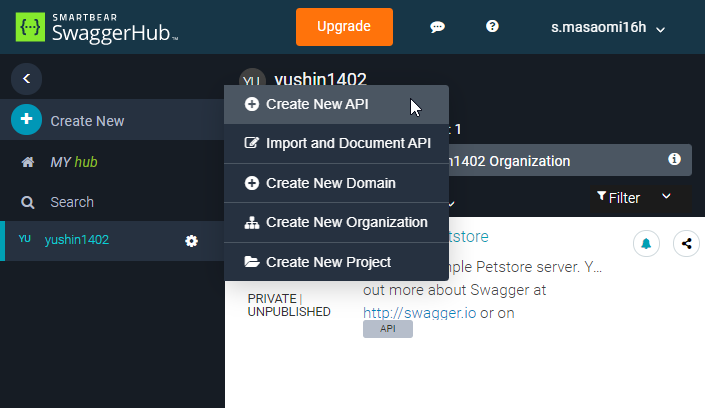 SMARTBEAR
SwaggerHub™
Upgrade
s.masaomi16h
YU yushin1402
Create New
Create New API
: 1
Import and Document API
MY hub
n1402 Organization
Create New Domain
Search
Filter
Create New Organization
YU yushin1402
tstore
Create New Project
nple Petstore server. Y...
out more about Swagger at
PRIVATE |
UNPUBLISHED
http://swagger.io or on
API